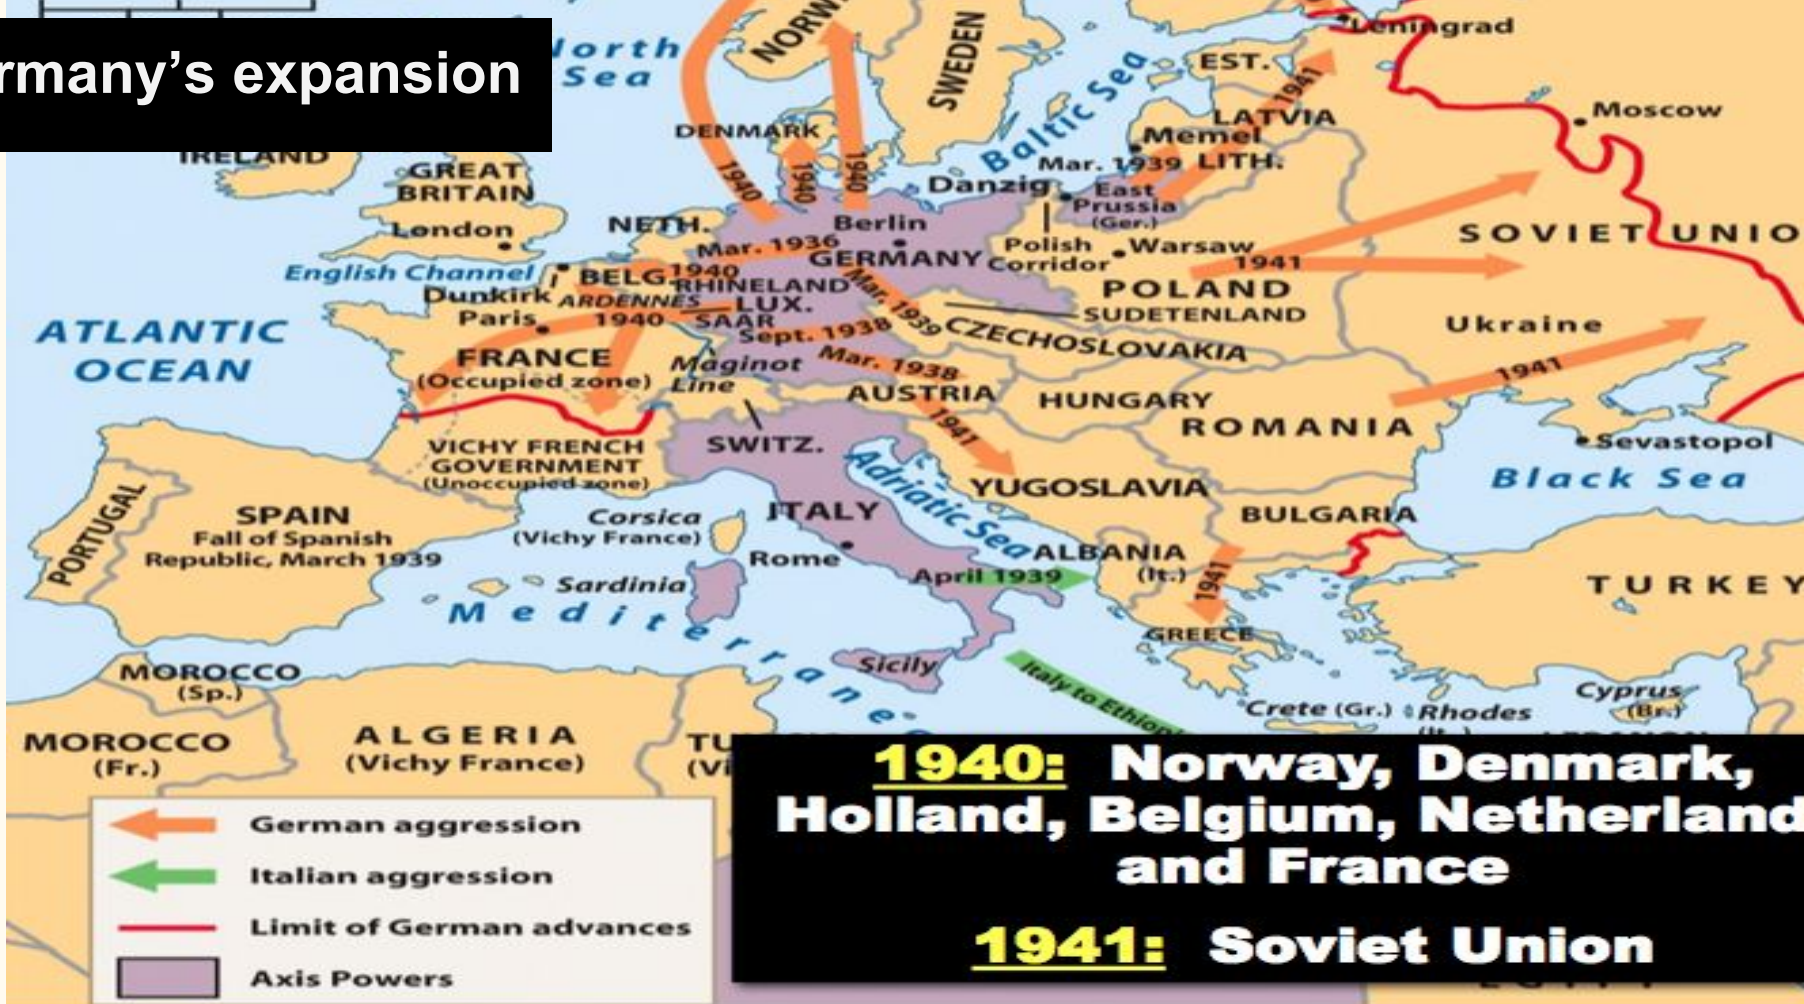 rmany's expansion
North
Sea
NORW
SWEDEN
Baltic Sea
EST.
1941
Leningrad
LATVIA
Moscow
DENMARK
Memel
Mar. 1939
LITH.
IRELAND
GREAT
BRITAIN
London
1940
1940
1940
Danzig
East
Prussia
(Ger.)
NETH.
Berlin
Mar. 1936
GERMANY
Polish
Corridor
Warsaw
1941
SOVIET UNIO
English Channel
BELG.
1940
RHINELAND
Dunkirk
ARDENNES
LUX.
Mar. 1939
POLAND
SUDETENLAND
Paris
1940
SAAR
Sept. 1938
CZECHOSLOVAKIA
Ukraine
ATLANTIC
OCEAN
FRANCE
(Occupied zone)
Maginot
Line
Mar. 1938
AUSTRIA
HUNGARY
1941
ROMANIA
1941
SWITZ.
VICHY FRENCH
GOVERNMENT
(Unoccupied zone)
Sevastopol
Black Sea
Adriatic Sea
YUGOSLAVIA
BULGARIA
PORTUGAL
SPAIN
Fall of Spanish
Republic, March 1939
Corsica
(Vichy France)
ITALY
Rome
ALBANIA
(It.)
April 1939
1941
TURKEY
Sardinia
Mediterrane
GREECE
Sicily
Italy to Ethiop
MOROCCO
(Sp.)
Crete (Gr.)
Rhodes
(It.)
Cyprus
(Br.)
MOROCCO
(Fr.)
ALGERIA
(Vichy France)
TU
(Vi
1940: Norway, Denmark,
Holland, Belgium, Netherland
and France
1941: Soviet Union
German aggression
Italian aggression
Limit of German advances
Axis Powers